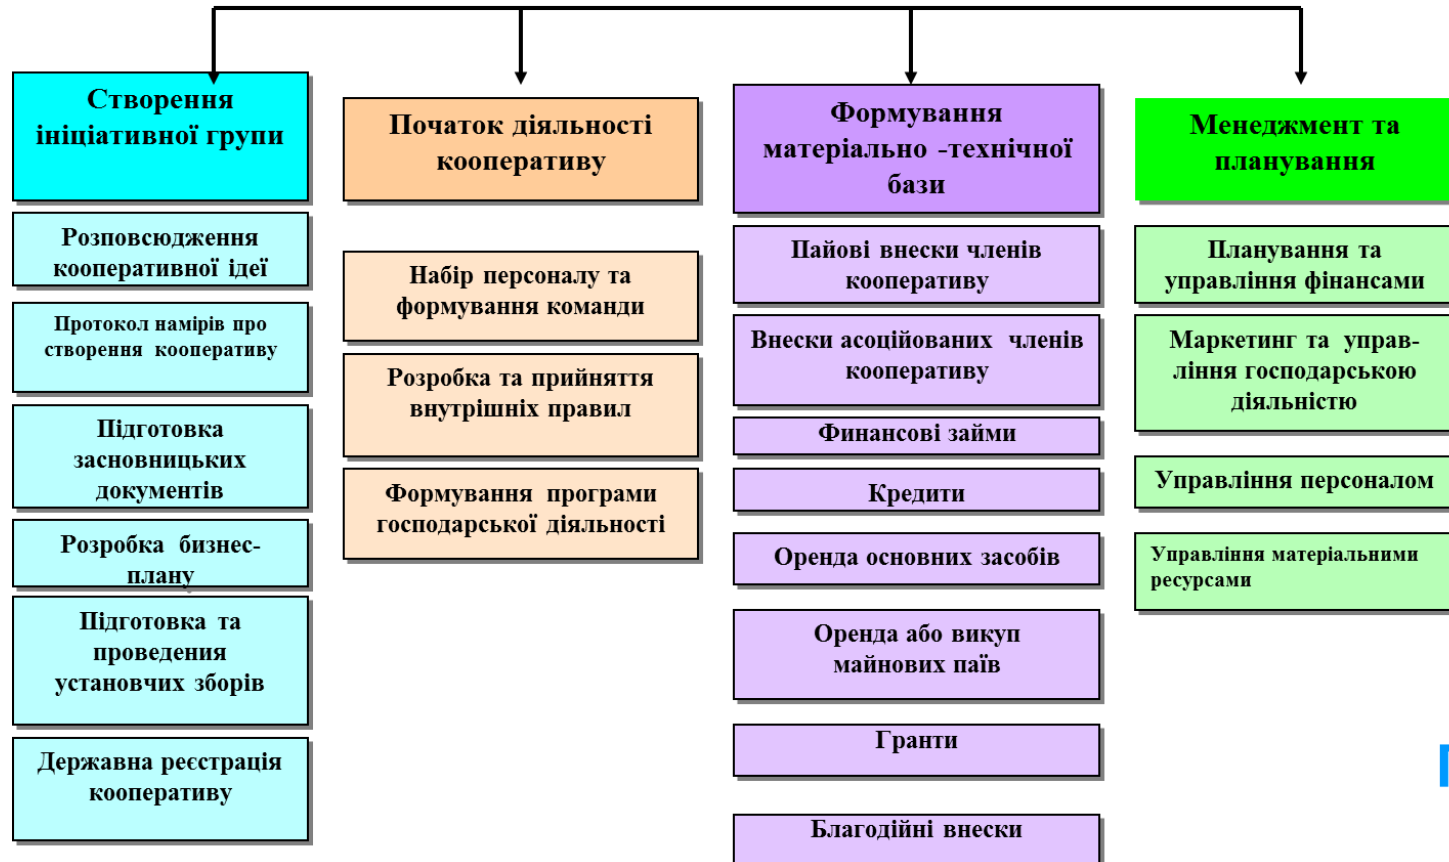 Створення
ініціативної групи
Розповсюдження
кооперативної ідеї
Протокол намірів про
створення кооперативу
Підготовка
засновницьких
документів
Розробка бизнес-
плану
Підготовка та
проведення
установчих зборів
Державна реєстрація
кооперативу
Початок діяльності
кооперативу
Набір персоналу та
формування команди
Розробка та прийняття
внутрішніх правил
Формування програми
господарської діяльності
Формування
матеріально -технічної
бази
Пайові внески членів
кооперативу
Внески асоційованих членів
кооперативу
Финансові займи
Кредити
Оренда основних засобів
Оренда або викуп
майнових паїв
Гранти
Благодійні внески
Менеджмент та
планування
Планування та
управління фінансами
Маркетинг та управ-
ління господарською
діяльністю
Управління персоналом
Управління матеріальними
ресурсами